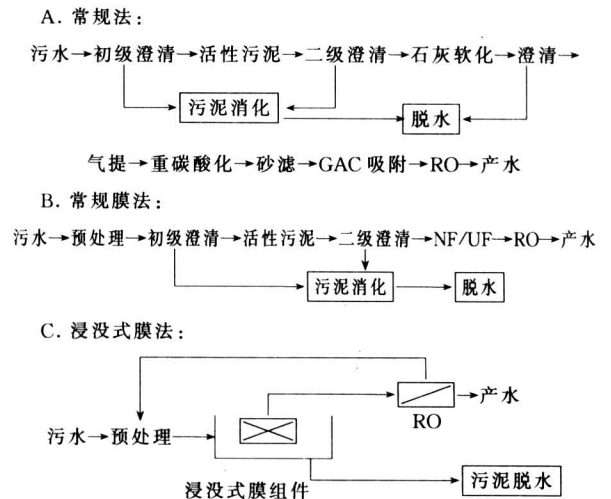 A. 常规法:
污水→初级澄清→活性污泥→二级澄清→石灰软化→澄清→
污泥消化
脱水
气提→重碳酸化→砂滤→GAC 吸附→RO→产水
B. 常规膜法:
污水→预处理→初级澄清→活性污泥→二级澄清→NF/UF→RO→产水
污泥消化
脱水
C. 浸没式膜法:
产水
RO
污水→预处理
污泥脱水
浸没式膜组件